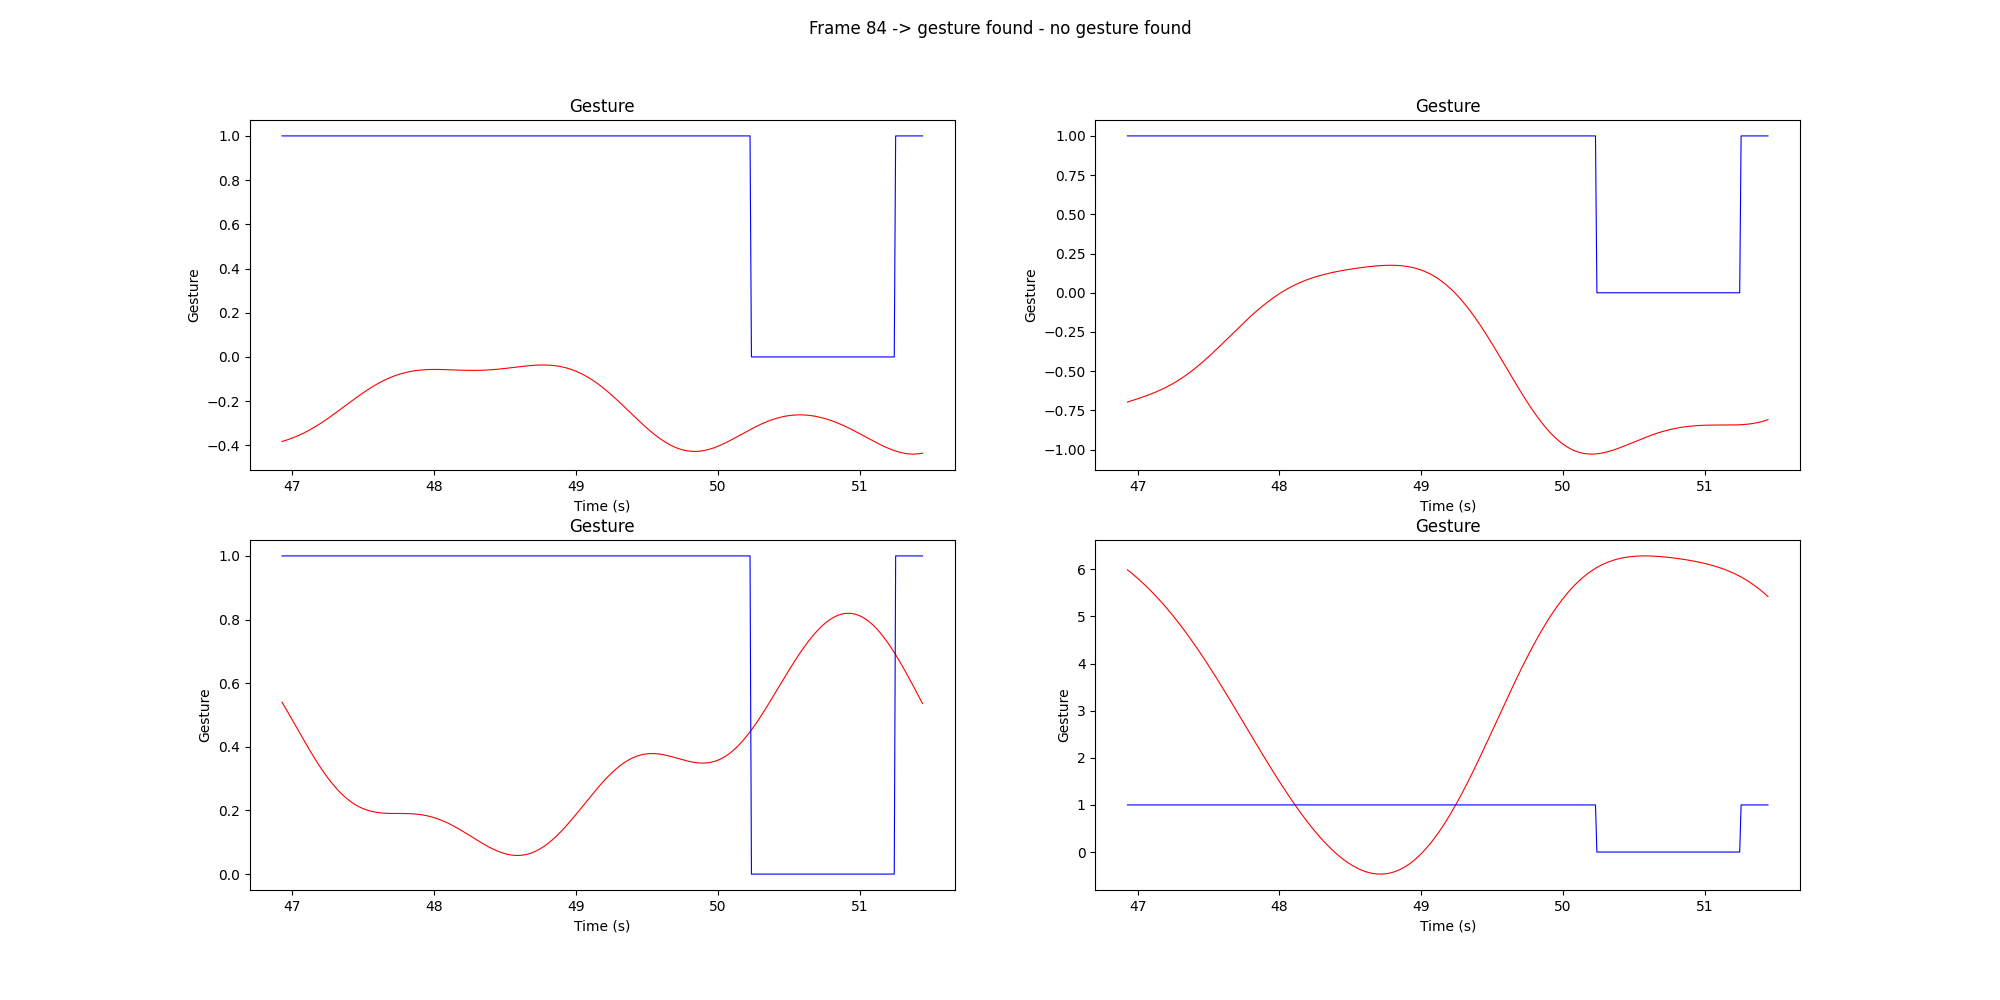 Frame 84 -> gesture found - no gesture found
Gesture
1.0
0.8
0.6
0.4
0.2
0.0
−0.2
−0.4
Gesture
47 48 49 50 51
Time (s)
Gesture
1.00
0.75
0.50
0.25
0.00
−0.25
−0.50
−0.75
−1.00
Gesture
47 48 49 50 51
Time (s)
Gesture
1.0
0.8
0.6
0.4
0.2
0.0
Gesture
47 48 49 50 51
Time (s)
Gesture
6
5
4
3
2
1
0
Gesture
47 48 49 50 51
Time (s)